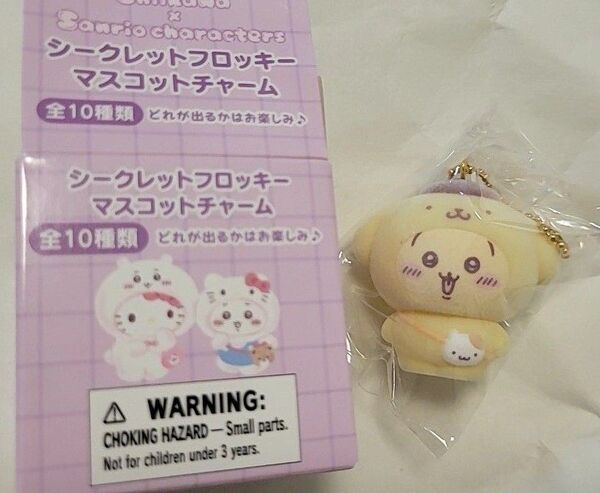 Chiikawa
×
Sanrio characters
シークレットフロッキー
マスコットチャーム
全10種類 どれが出るかはお楽しみ♪
シークレットフロッキー
マスコットチャーム
全10種類 どれが出るかはお楽しみ♪
WARNING:
CHOKING HAZARD — Small parts.
Not for children under 3 years.